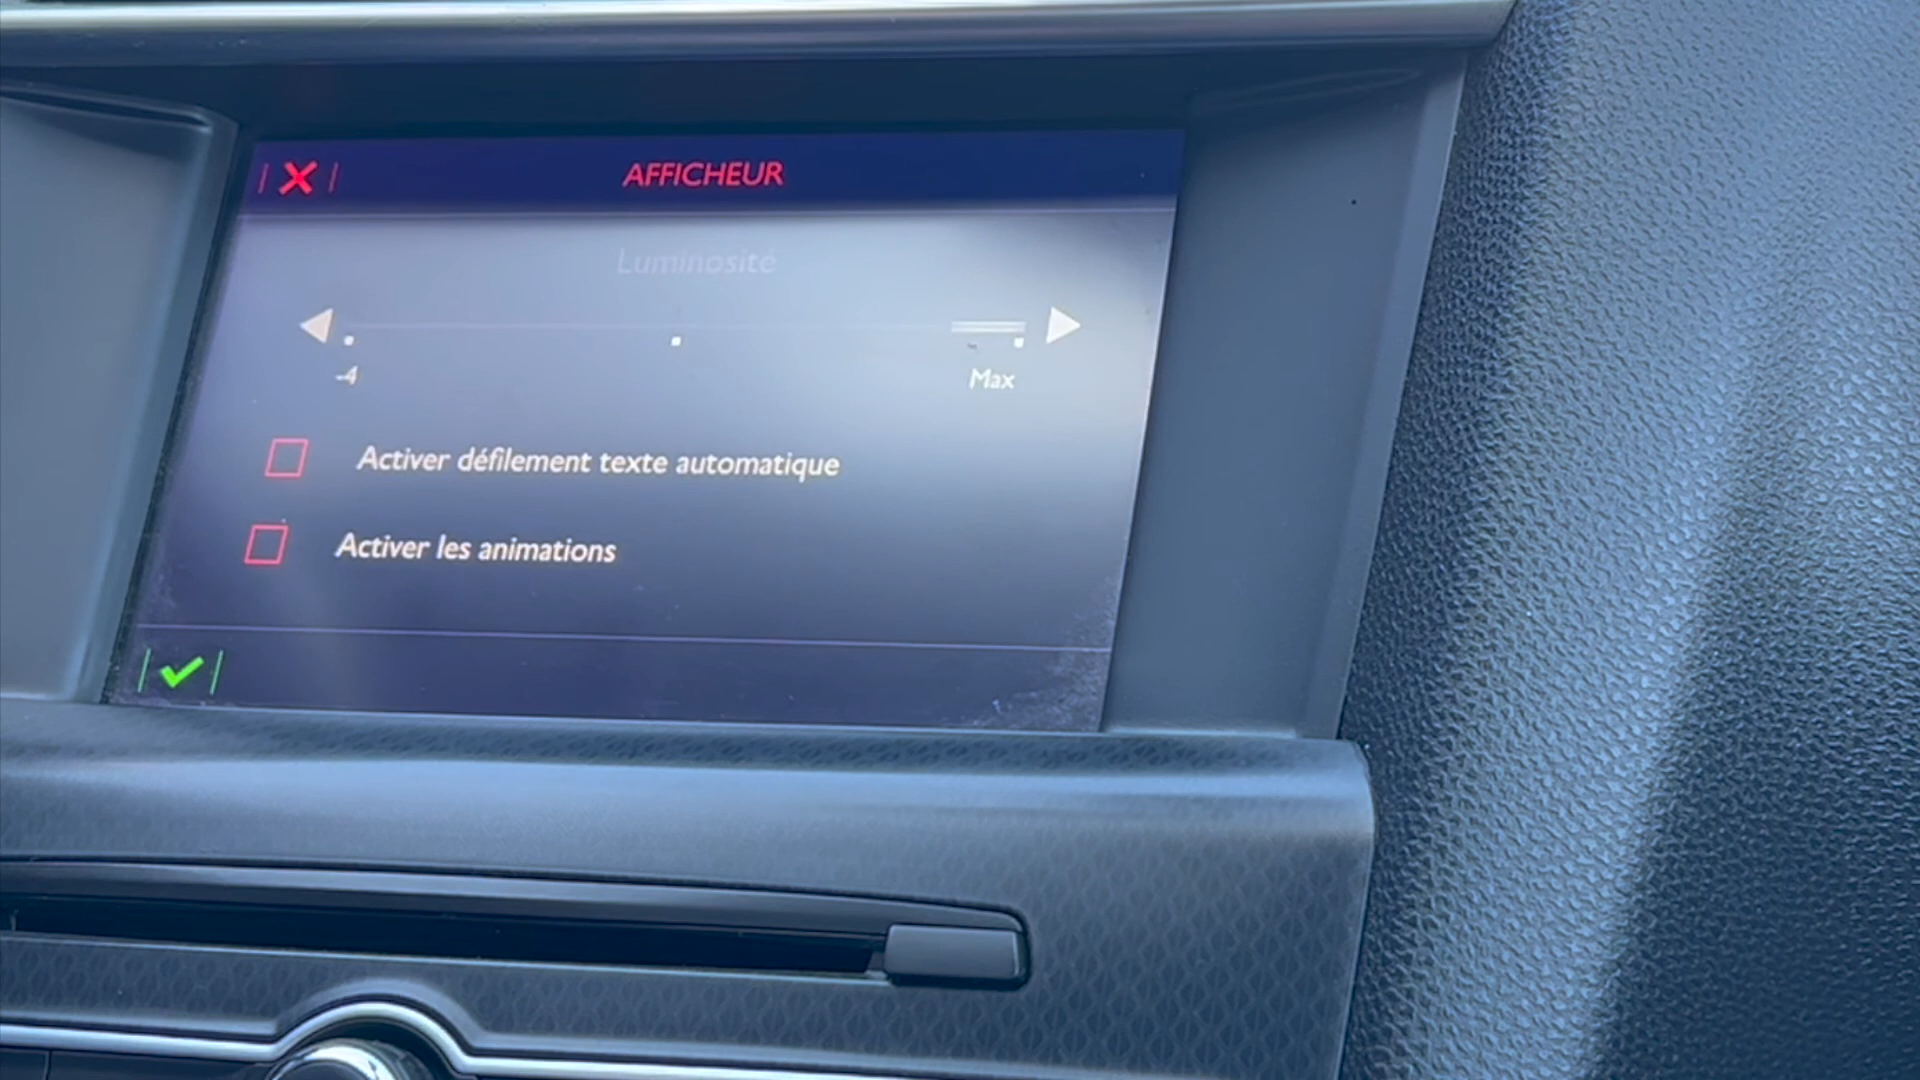 AFFICHEUR
Luminosité
-4 Max
Activer défilement texte automatique
Activer les animations